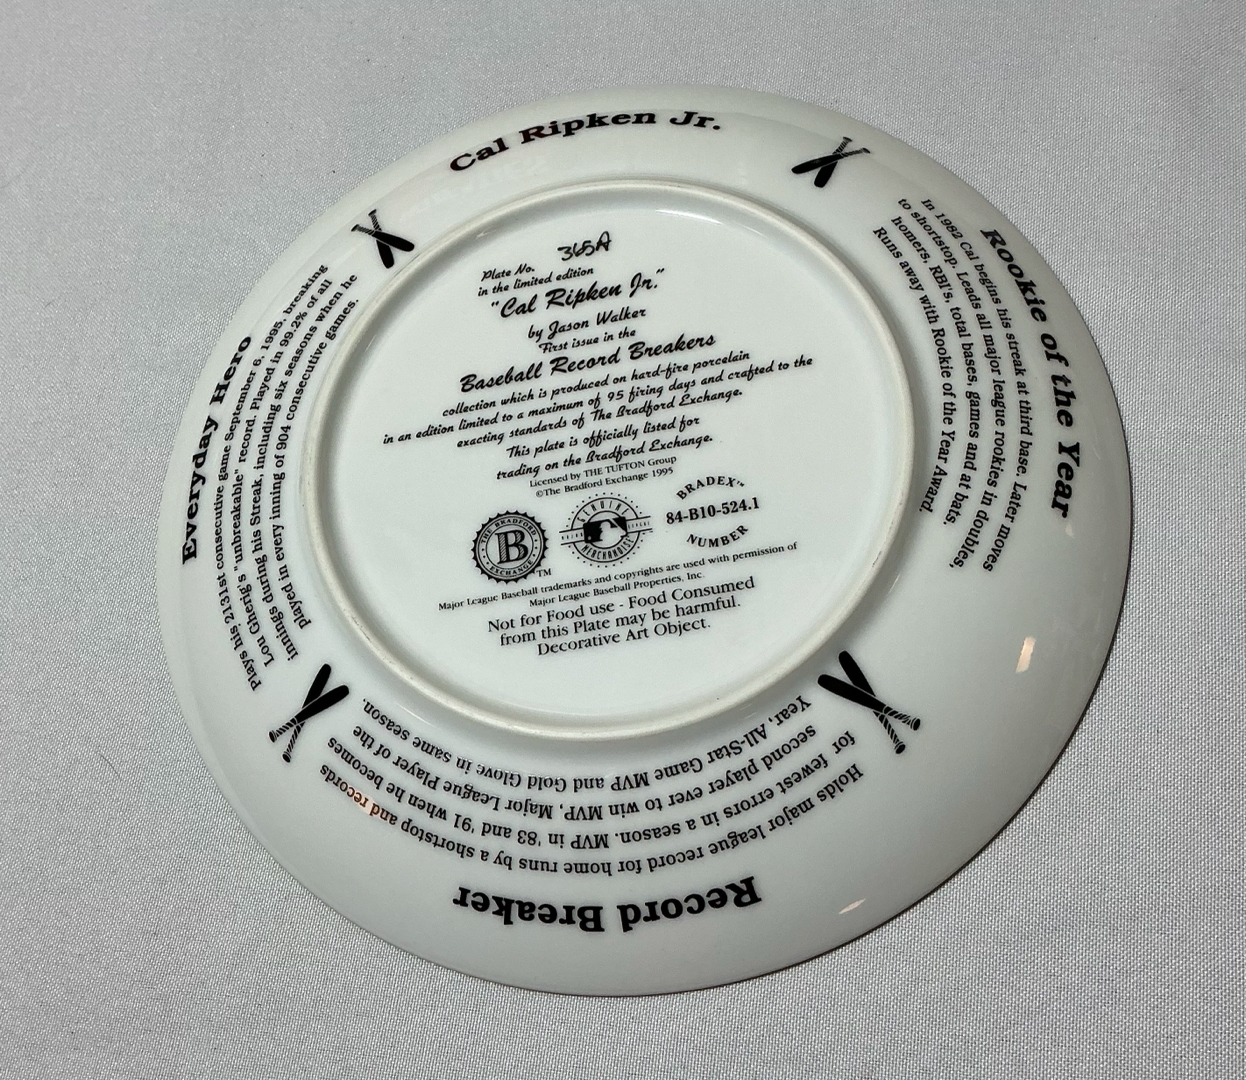 Cal Ripken Jr.
Rookie of the Year
In 1982 Cal begins his streak at third base. Later moves
to shortstop. Leads all major league rookies in doubles,
homers, RBI's, total bases, games and at bats.
Runs away with Rookie of the Year Award.
Record Breaker
Holds major league record for home runs by a shortstop and records
for fewest errors in a season. MVP in '83 and '91 when he becomes
second player ever to win MVP, Major League Player of the
Year, All-Star Game MVP and Gold Glove in same season.
Everyday Hero
Plays his 2131st consecutive game September 6, 1995, breaking
Lou Gherig's "unbreakable" record. Played in 99.2% of all
innings during his Streak, including six seasons when he
played in every inning of 904 consecutive games.
Plate No. 365A
in the limited edition
"Cal Ripken Jr."
by Jason Walker
First issue in the
Baseball Record Breakers
collection which is produced on hard-fire porcelain
in an edition limited to a maximum of 95 firing days and crafted to the
exacting standards of The Bradford Exchange.
This plate is officially listed for
trading on the Bradford Exchange.
Licensed by THE TUFTON Group
©The Bradford Exchange 1995
THE BRADFORD
B
EXCHANGE
TM
GENUINE
MAJOR LEAGUE
MERCHANDISE
BRADEX™
84-B10-524.1
NUMBER
Major League Baseball trademarks and copyrights are used with permission of
Major League Baseball Properties, Inc.
Not for Food use - Food Consumed
from this Plate may be harmful.
Decorative Art Object.